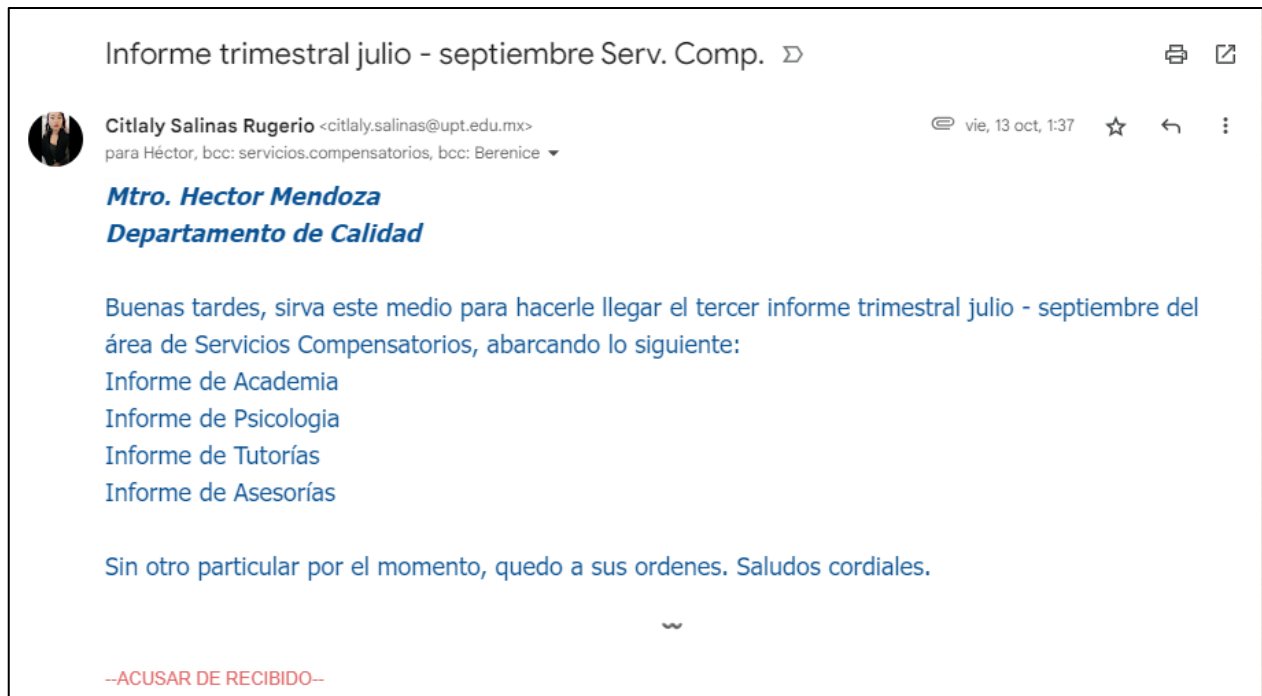 Informe trimestral julio - septiembre Serv. Comp.
Citlaly Salinas Rugerio <citlaly.salinas@upt.edu.mx>
vie, 13 oct, 1:37
para Héctor, bcc: servicios.compensatorios, bcc: Berenice
Mtro. Hector Mendoza
Departamento de Calidad
Buenas tardes, sirva este medio para hacerle llegar el tercer informe trimestral julio - septiembre del
área de Servicios Compensatorios, abarcando lo siguiente:
Informe de Academia
Informe de Psicologia
Informe de Tutorías
Informe de Asesorías
Sin otro particular por el momento, quedo a sus ordenes. Saludos cordiales.
--ACUSAR DE RECIBIDO--